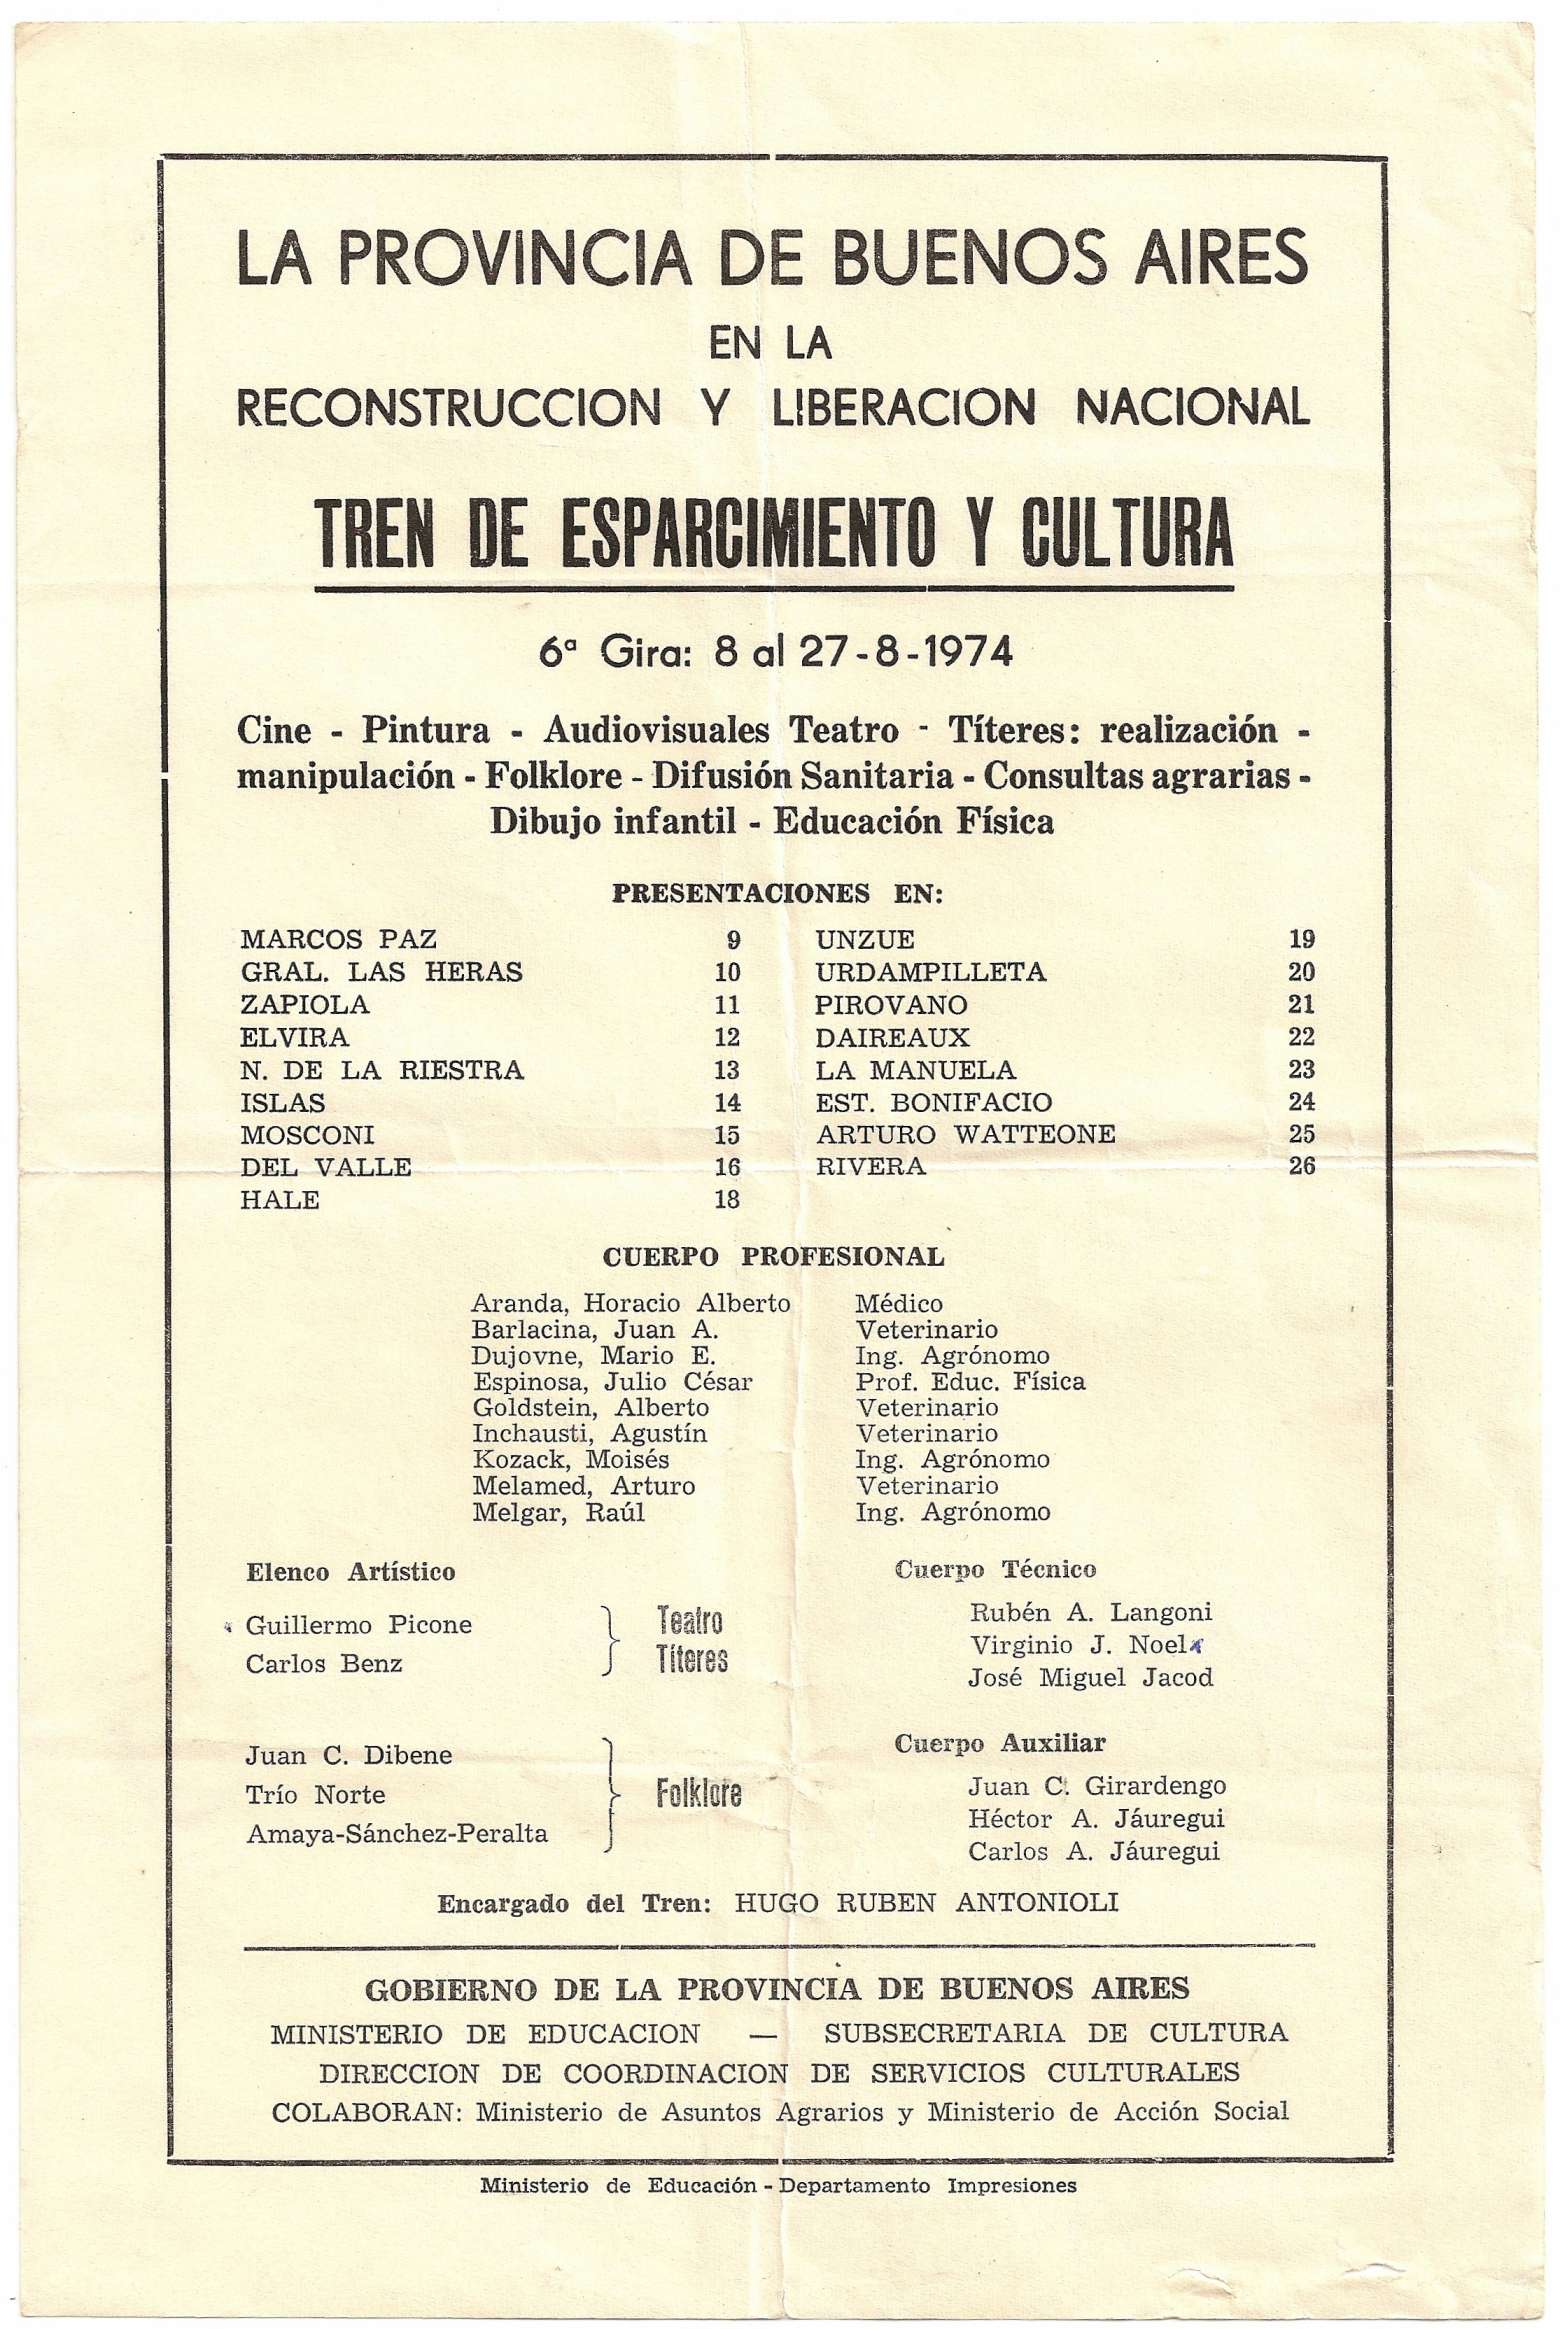 LA PROVINCIA DE BUENOS AIRES
EN LA
RECONSTRUCCION Y LIBERACION NACIONAL
TREN DE ESPARCIMIENTO Y CULTURA
6ª Gira: 8 al 27-8-1974
Cine - Pintura - Audiovisuales Teatro - Títeres: realización -
manipulación - Folklore - Difusión Sanitaria - Consultas agrarias -
Dibujo infantil - Educación Física
PRESENTACIONES EN:
MARCOS PAZ 9 UNZUE 19
GRAL. LAS HERAS 10 URDAMPILLETA 20
ZAPIOLA 11 PIROVANO 21
ELVIRA 12 DAIREAUX 22
N. DE LA RIESTRA 13 LA MANUELA 23
ISLAS 14 EST. BONIFACIO 24
MOSCONI 15 ARTURO WATTEONE 25
DEL VALLE 16 RIVERA 26
HALE 18
CUERPO PROFESIONAL
Aranda, Horacio Alberto Médico
Barlacina, Juan A. Veterinario
Dujovne, Mario E. Ing. Agrónomo
Espinosa, Julio César Prof. Educ. Física
Goldstein, Alberto Veterinario
Inchausti, Agustín Veterinario
Kozack, Moisés Ing. Agrónomo
Melamed, Arturo Veterinario
Melgar, Raúl Ing. Agrónomo
Elenco Artístico
Guillermo Picone
Carlos Benz
Teatro
Títeres
Juan C. Dibene
Trío Norte
Amaya-Sánchez-Peralta
Folklore
Cuerpo Técnico
Rubén A. Langoni
Virginio J. Noel
José Miguel Jacod
Cuerpo Auxiliar
Juan C. Girardengo
Héctor A. Jáuregui
Carlos A. Jáuregui
Encargado del Tren: HUGO RUBEN ANTONIOLI
GOBIERNO DE LA PROVINCIA DE BUENOS AIRES
MINISTERIO DE EDUCACION — SUBSECRETARIA DE CULTURA
DIRECCION DE COORDINACION DE SERVICIOS CULTURALES
COLABORAN: Ministerio de Asuntos Agrarios y Ministerio de Acción Social
Ministerio de Educación - Departamento Impresiones